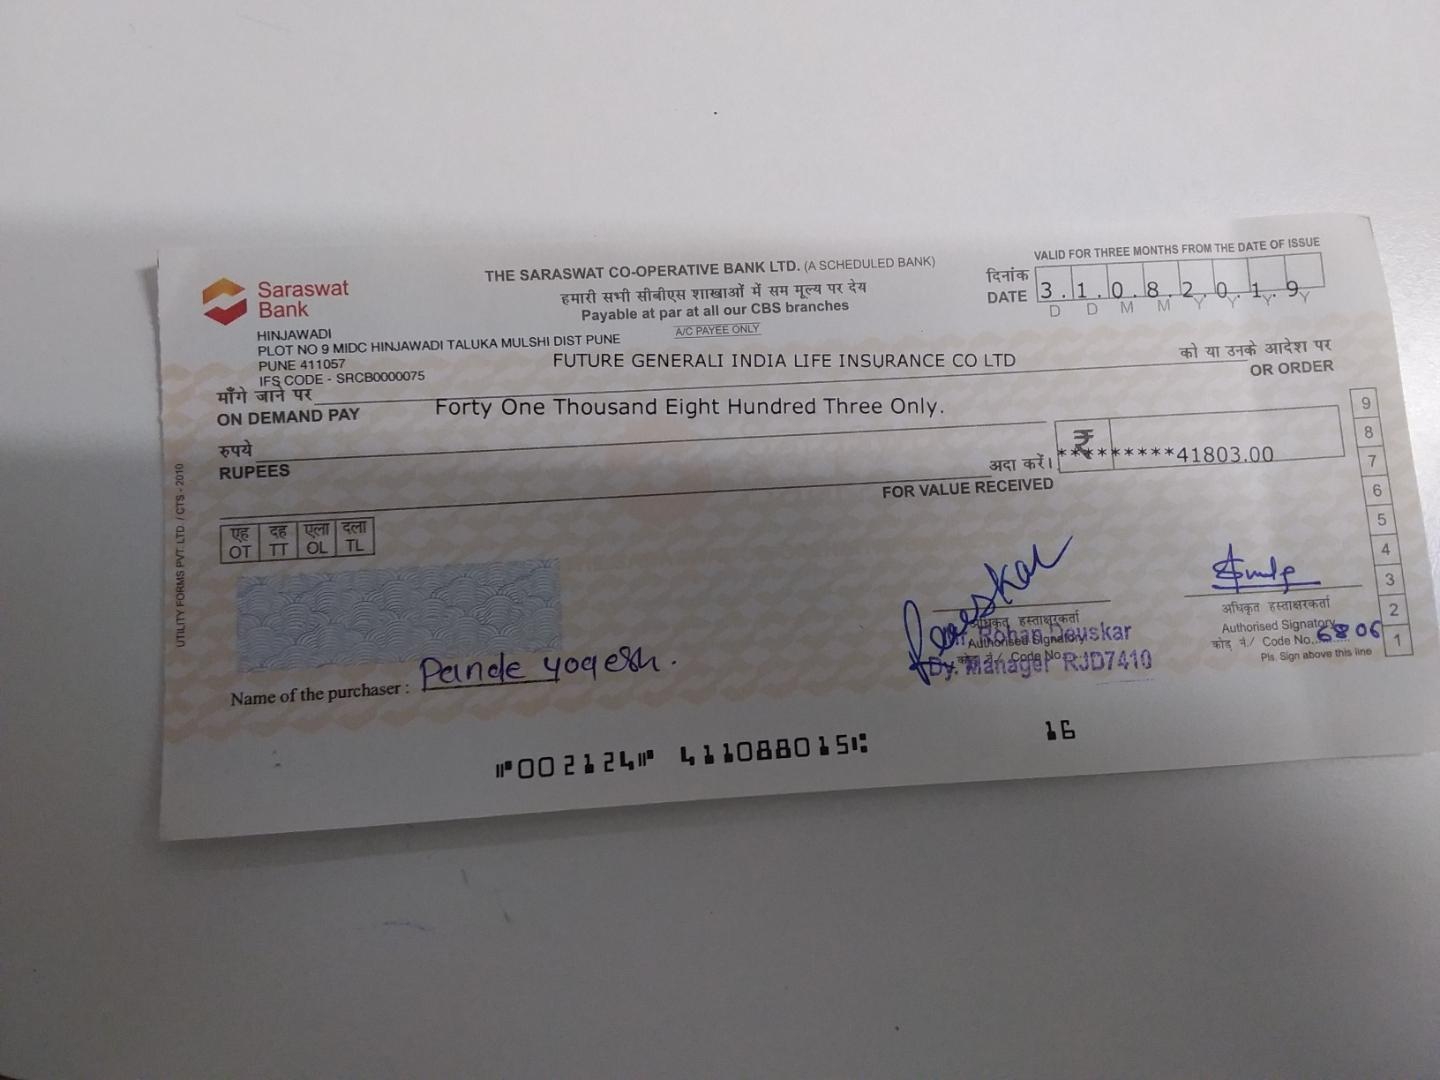 Saraswat
Bank
THE SARASWAT CO-OPERATIVE BANK LTD. (A SCHEDULED BANK)
हमारी सभी सीबीएस शाखाओं में सम मूल्य पर देय
Payable at par at all our CBS branches
A/C PAYEE ONLY
VALID FOR THREE MONTHS FROM THE DATE OF ISSUE
दिनांक
DATE 3.1.0.8.2.0.1.9
D D M M Y Y Y Y
HINJAWADI
PLOT NO 9 MIDC HINJAWADI TALUKA MULSHI DIST PUNE
PUNE 411057
IFS CODE - SRCB0000075
माँगे जाने पर
ON DEMAND PAY
FUTURE GENERALI INDIA LIFE INSURANCE CO LTD
को या उनके आदेश पर
OR ORDER
Forty One Thousand Eight Hundred Three Only.
रुपये
RUPEES
अदा करें।
₹ **********41803.00
FOR VALUE RECEIVED
9
8
7
6
5
4
3
2
1
एह दह एला दला
OT TT OL TL
UTILITY FORMS PVT. LTD / CTS - 2010
अधिकृत हस्ताक्षरकर्ता
Authorised Signatory
Rohan Deuskar
Dy. Manager RJD7410
कोड नं./ Code No.
अधिकृत हस्ताक्षरकर्ता
Authorised Signatory
कोड नं./ Code No. 6806
Pls. Sign above this line
Name of the purchaser : Pande yogesh.
⑈002124⑈ 411088015⑆ 16